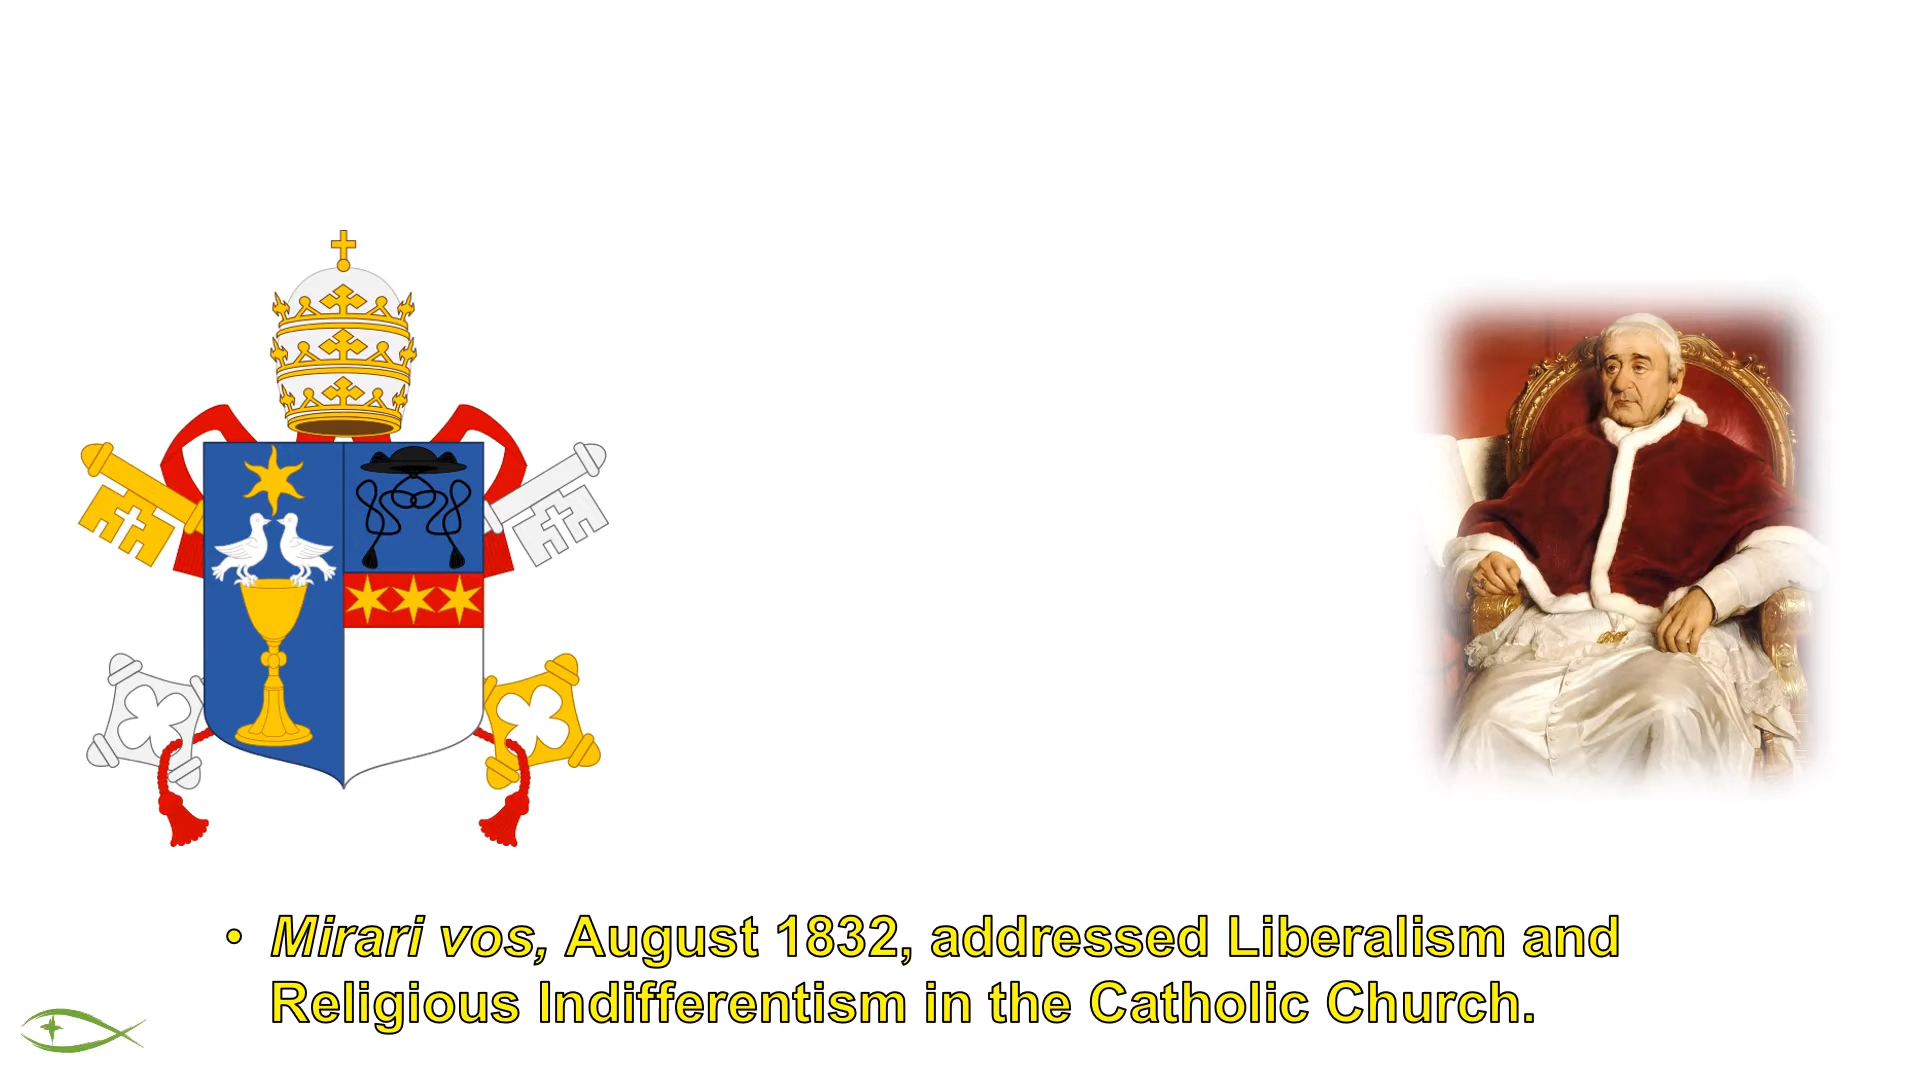 • Mirari vos, August 1832, addressed Liberalism and
Religious Indifferentism in the Catholic Church.